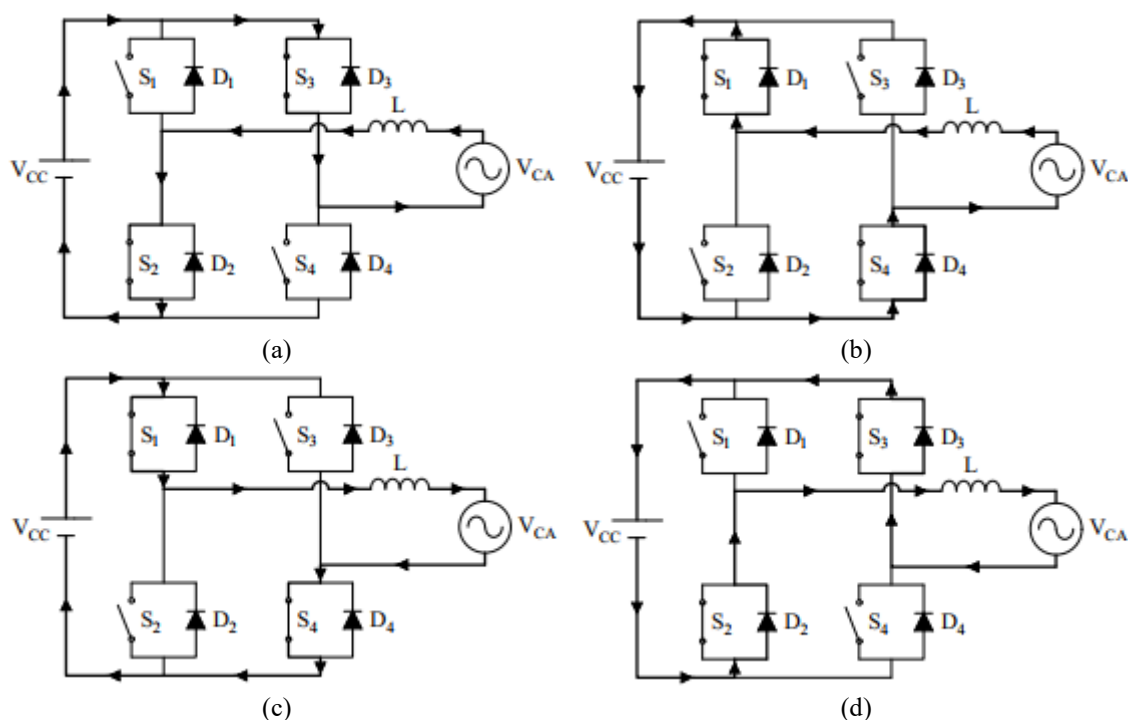 S1 D1 S3 D3
L
VCC VCA
S2 D2 S4 D4
(a)
S1 D1 S3 D3
L
VCC VCA
S2 D2 S4 D4
(b)
S1 D1 S3 D3
L
VCC VCA
S2 D2 S4 D4
(c)
S1 D1 S3 D3
L
VCC VCA
S2 D2 S4 D4
(d)